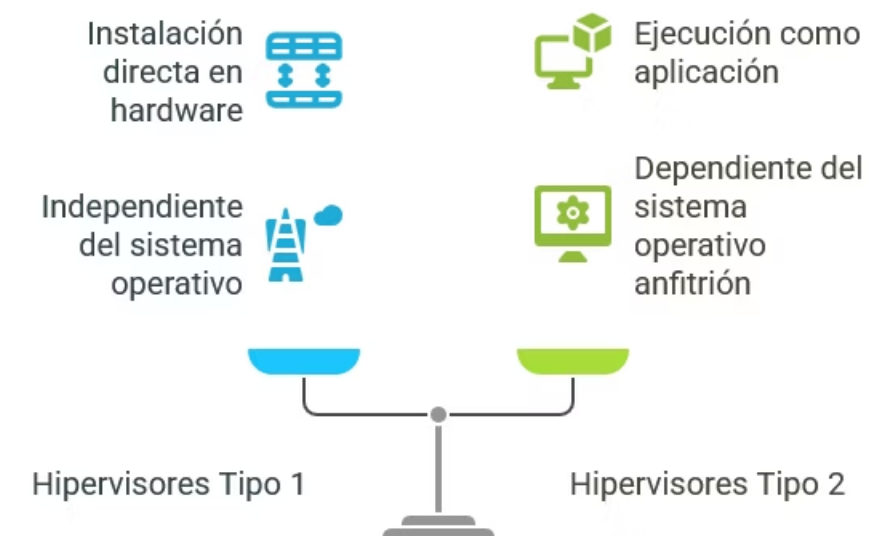 Instalación
directa en
hardware
Ejecución como
aplicación
Independiente
del sistema
operativo
Dependiente del
sistema
operativo
anfitrión
Hipervisores Tipo 1
Hipervisores Tipo 2